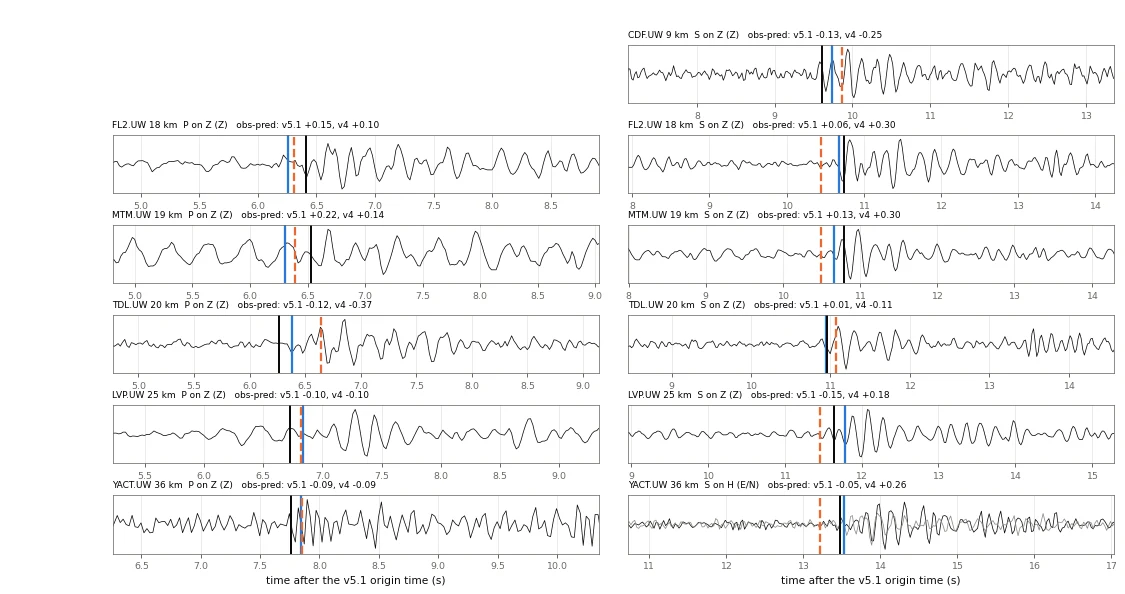 CDF.UW 9 km  S on Z (Z)   obs-pred: v5.1 -0.13, v4 -0.25
8 9 10 11 12 13
FL2.UW 18 km  P on Z (Z)   obs-pred: v5.1 +0.15, v4 +0.10
5.0 5.5 6.0 6.5 7.0 7.5 8.0 8.5
FL2.UW 18 km  S on Z (Z)   obs-pred: v5.1 +0.06, v4 +0.30
8 9 10 11 12 13 14
MTM.UW 19 km  P on Z (Z)   obs-pred: v5.1 +0.22, v4 +0.14
5.0 5.5 6.0 6.5 7.0 7.5 8.0 8.5 9.0
MTM.UW 19 km  S on Z (Z)   obs-pred: v5.1 +0.13, v4 +0.30
8 9 10 11 12 13 14
TDL.UW 20 km  P on Z (Z)   obs-pred: v5.1 -0.12, v4 -0.37
5.0 5.5 6.0 6.5 7.0 7.5 8.0 8.5 9.0
TDL.UW 20 km  S on Z (Z)   obs-pred: v5.1 +0.01, v4 -0.11
9 10 11 12 13 14
LVP.UW 25 km  P on Z (Z)   obs-pred: v5.1 -0.10, v4 -0.10
5.5 6.0 6.5 7.0 7.5 8.0 8.5 9.0
LVP.UW 25 km  S on Z (Z)   obs-pred: v5.1 -0.15, v4 +0.18
9 10 11 12 13 14 15
YACT.UW 36 km  P on Z (Z)   obs-pred: v5.1 -0.09, v4 -0.09
6.5 7.0 7.5 8.0 8.5 9.0 9.5 10.0
time after the v5.1 origin time (s)
YACT.UW 36 km  S on H (E/N)   obs-pred: v5.1 -0.05, v4 +0.26
11 12 13 14 15 16 17
time after the v5.1 origin time (s)